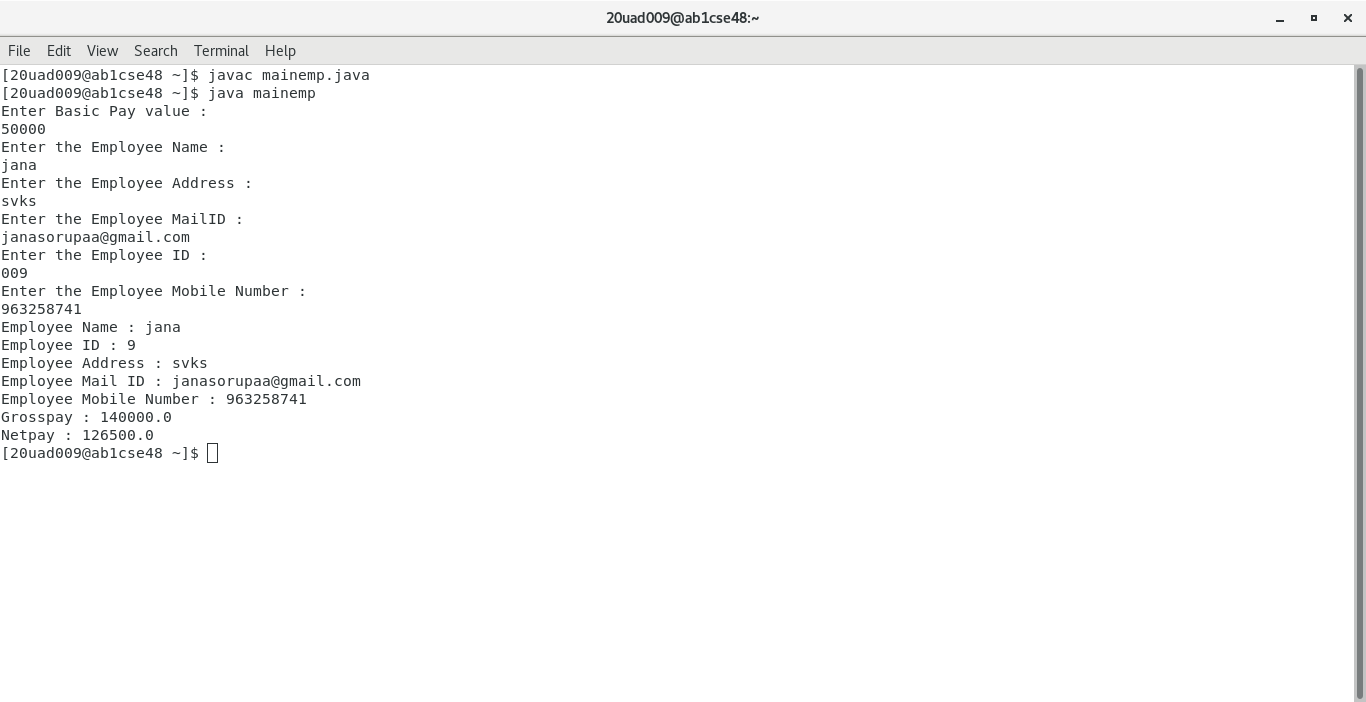 20uad009@ab1cse48:~
File Edit View Search Terminal Help
[20uad009@ab1cse48 ~]$ javac mainemp.java
[20uad009@ab1cse48 ~]$ java mainemp
Enter Basic Pay value :
50000
Enter the Employee Name :
jana
Enter the Employee Address :
svks
Enter the Employee MailID :
janasorupaa@gmail.com
Enter the Employee ID :
009
Enter the Employee Mobile Number :
963258741
Employee Name : jana
Employee ID : 9
Employee Address : svks
Employee Mail ID : janasorupaa@gmail.com
Employee Mobile Number : 963258741
Grosspay : 140000.0
Netpay : 126500.0
[20uad009@ab1cse48 ~]$